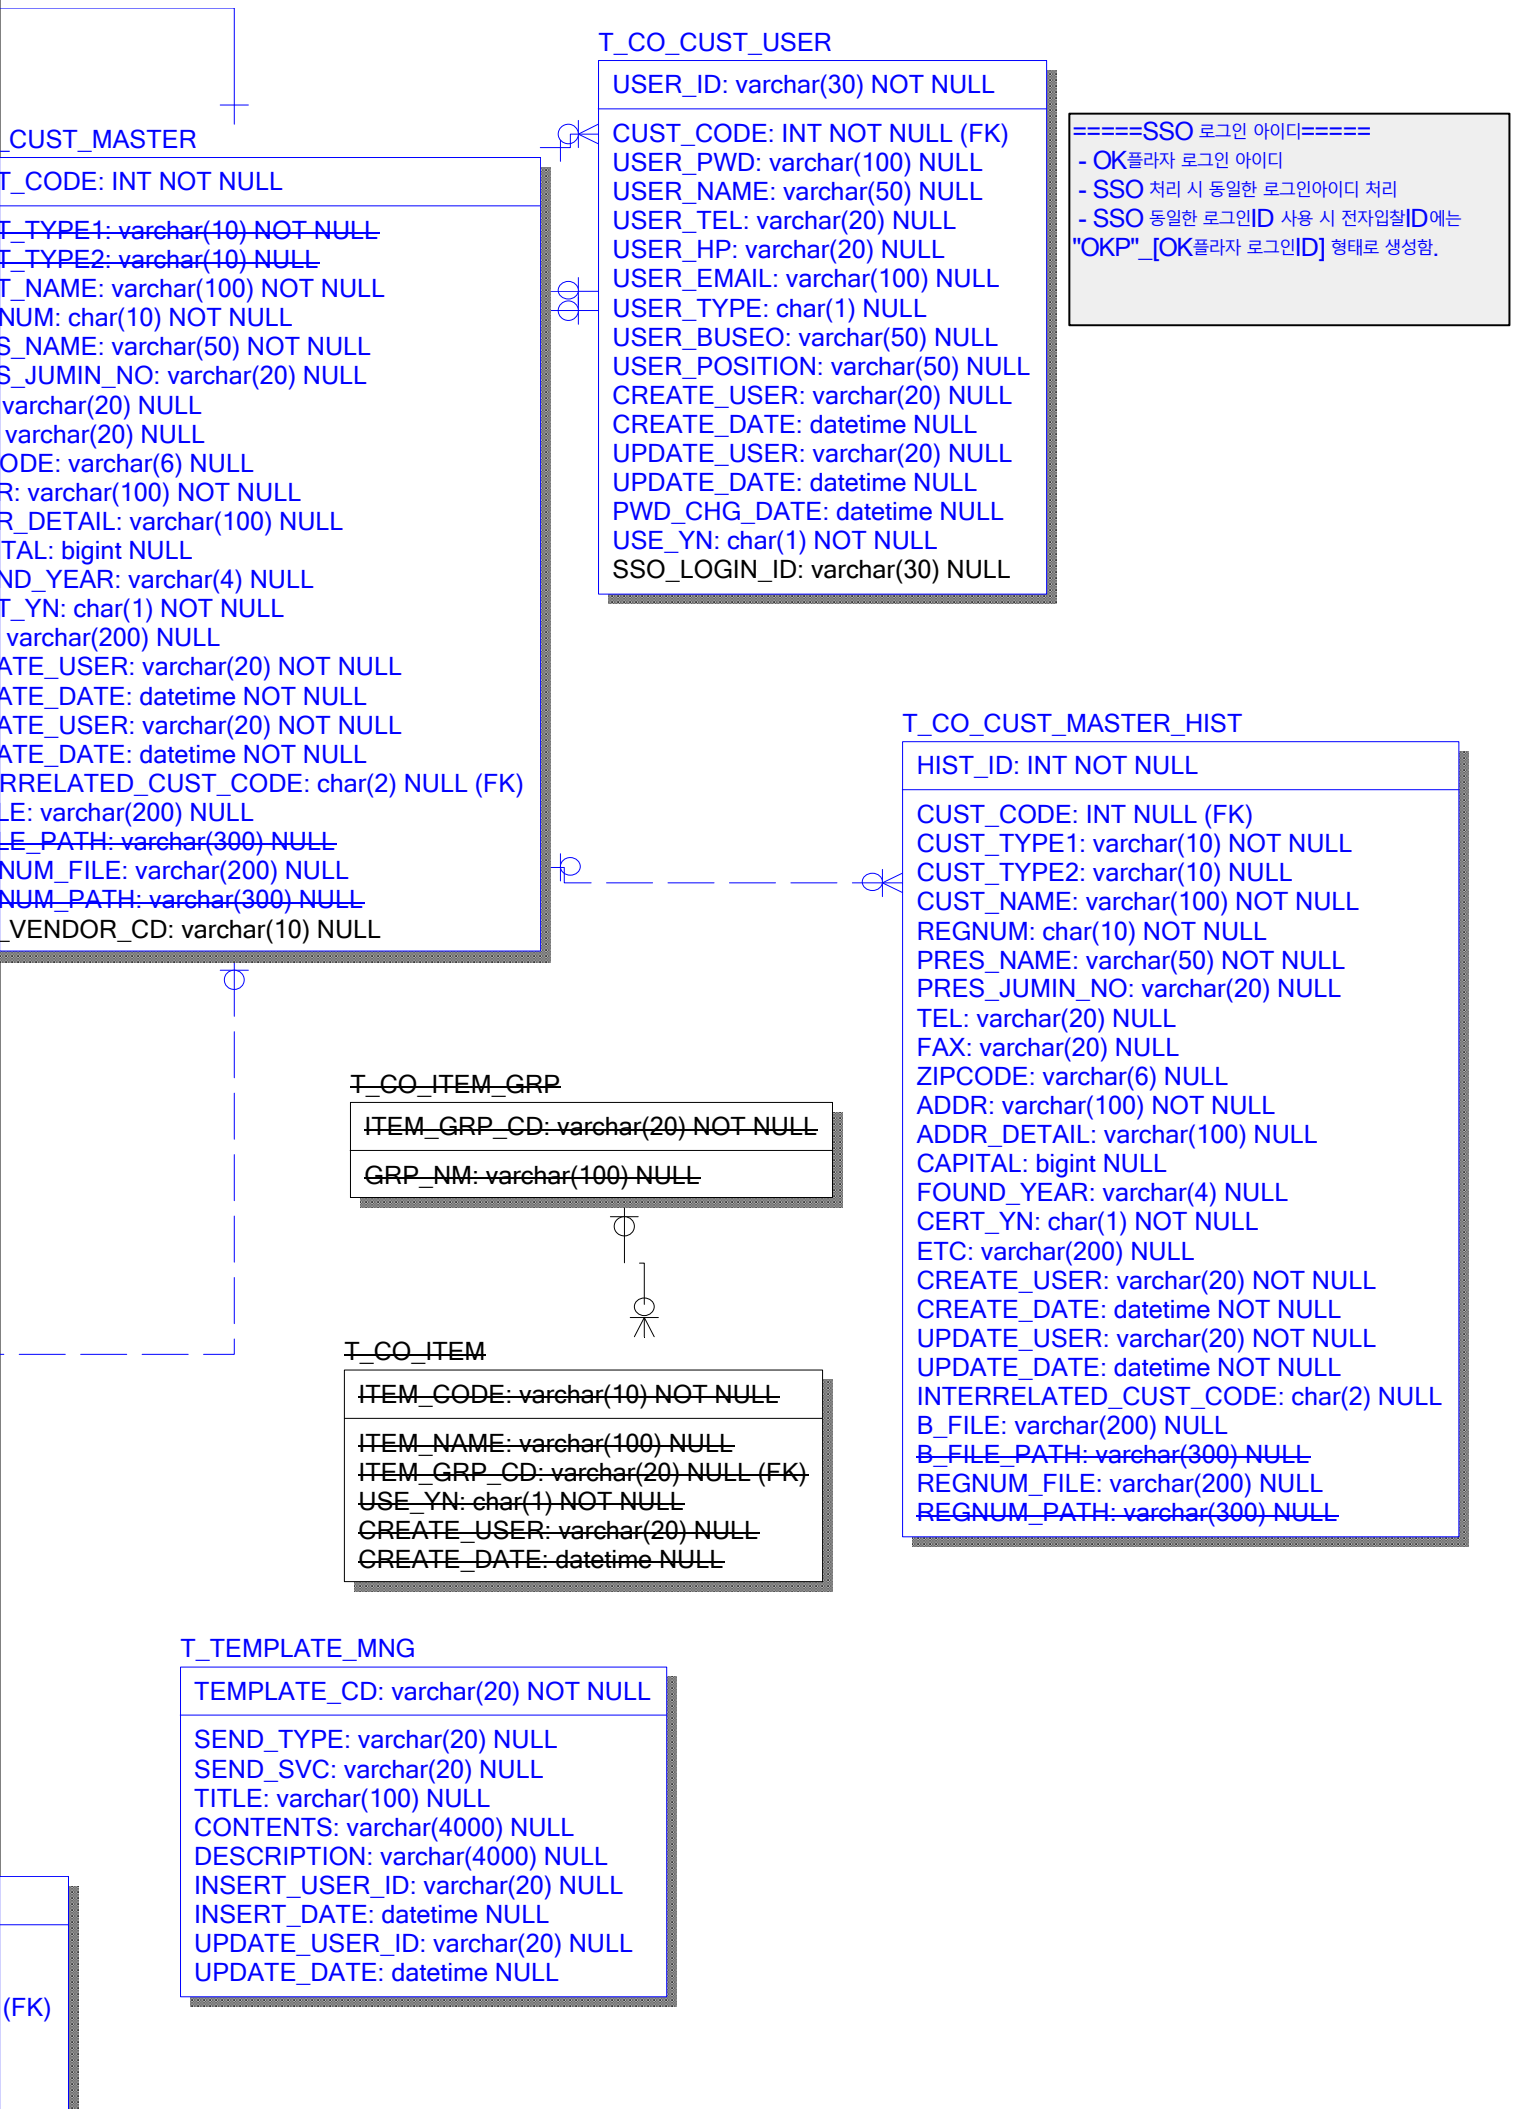 T_CO_CUST_USER
USER_ID: varchar(30) NOT NULL
CUST_CODE: INT NOT NULL (FK)
USER_PWD: varchar(100) NULL
USER_NAME: varchar(50) NULL
USER_TEL: varchar(20) NULL
USER_HP: varchar(20) NULL
USER_EMAIL: varchar(100) NULL
USER_TYPE: char(1) NULL
USER_BUSEO: varchar(50) NULL
USER_POSITION: varchar(50) NULL
CREATE_USER: varchar(20) NULL
CREATE_DATE: datetime NULL
UPDATE_USER: varchar(20) NULL
UPDATE_DATE: datetime NULL
PWD_CHG_DATE: datetime NULL
USE_YN: char(1) NOT NULL
SSO_LOGIN_ID: varchar(30) NULL
=====SSO 로그인 아이디=====
- OK플라자 로그인 아이디
- SSO 처리 시 동일한 로그인아이디 처리
- SSO 동일한 로그인ID 사용 시 전자입찰ID에는
"OKP"_[OK플라자 로그인ID] 형태로 생성함.
_CUST_MASTER
T_CODE: INT NOT NULL
T_TYPE1: varchar(10) NOT NULL
T_TYPE2: varchar(10) NULL
T_NAME: varchar(100) NOT NULL
NUM: char(10) NOT NULL
S_NAME: varchar(50) NOT NULL
S_JUMIN_NO: varchar(20) NULL
varchar(20) NULL
varchar(20) NULL
ODE: varchar(6) NULL
R: varchar(100) NOT NULL
R_DETAIL: varchar(100) NULL
TAL: bigint NULL
ND_YEAR: varchar(4) NULL
T_YN: char(1) NOT NULL
varchar(200) NULL
ATE_USER: varchar(20) NOT NULL
ATE_DATE: datetime NOT NULL
ATE_USER: varchar(20) NOT NULL
ATE_DATE: datetime NOT NULL
RRELATED_CUST_CODE: char(2) NULL (FK)
LE: varchar(200) NULL
LE_PATH: varchar(300) NULL
NUM_FILE: varchar(200) NULL
NUM_PATH: varchar(300) NULL
_VENDOR_CD: varchar(10) NULL
T_CO_CUST_MASTER_HIST
HIST_ID: INT NOT NULL
CUST_CODE: INT NULL (FK)
CUST_TYPE1: varchar(10) NOT NULL
CUST_TYPE2: varchar(10) NULL
CUST_NAME: varchar(100) NOT NULL
REGNUM: char(10) NOT NULL
PRES_NAME: varchar(50) NOT NULL
PRES_JUMIN_NO: varchar(20) NULL
TEL: varchar(20) NULL
FAX: varchar(20) NULL
ZIPCODE: varchar(6) NULL
ADDR: varchar(100) NOT NULL
ADDR_DETAIL: varchar(100) NULL
CAPITAL: bigint NULL
FOUND_YEAR: varchar(4) NULL
CERT_YN: char(1) NOT NULL
ETC: varchar(200) NULL
CREATE_USER: varchar(20) NOT NULL
CREATE_DATE: datetime NOT NULL
UPDATE_USER: varchar(20) NOT NULL
UPDATE_DATE: datetime NOT NULL
INTERRELATED_CUST_CODE: char(2) NULL
B_FILE: varchar(200) NULL
B_FILE_PATH: varchar(300) NULL
REGNUM_FILE: varchar(200) NULL
REGNUM_PATH: varchar(300) NULL
T_CO_ITEM_GRP
ITEM_GRP_CD: varchar(20) NOT NULL
GRP_NM: varchar(100) NULL
T_CO_ITEM
ITEM_CODE: varchar(10) NOT NULL
ITEM_NAME: varchar(100) NULL
ITEM_GRP_CD: varchar(20) NULL (FK)
USE_YN: char(1) NOT NULL
CREATE_USER: varchar(20) NULL
CREATE_DATE: datetime NULL
T_TEMPLATE_MNG
TEMPLATE_CD: varchar(20) NOT NULL
SEND_TYPE: varchar(20) NULL
SEND_SVC: varchar(20) NULL
TITLE: varchar(100) NULL
CONTENTS: varchar(4000) NULL
DESCRIPTION: varchar(4000) NULL
INSERT_USER_ID: varchar(20) NULL
INSERT_DATE: datetime NULL
UPDATE_USER_ID: varchar(20) NULL
UPDATE_DATE: datetime NULL
(FK)